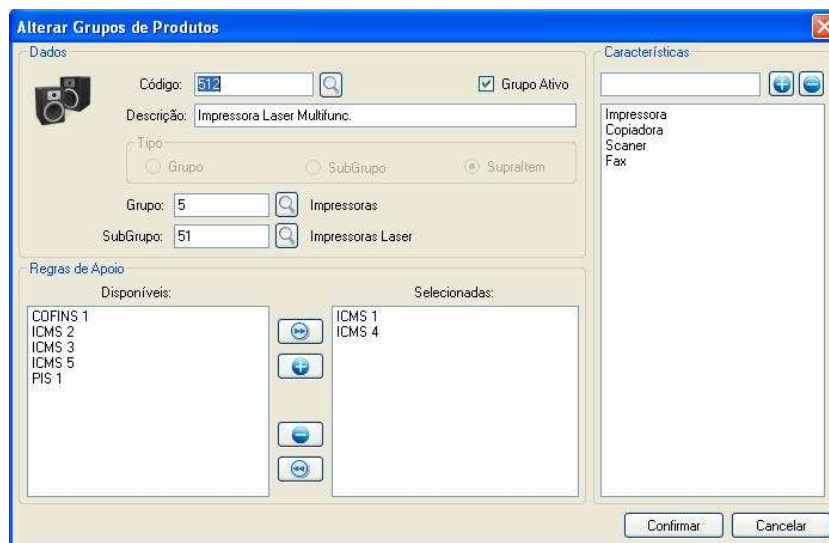 Alterar Grupos de Produtos
Dados
Código: 512
Grupo Ativo
Descrição: Impressora Laser Multifunc.
Tipo
Grupo SubGrupo SupraItem
Grupo: 5 Impressoras
SubGrupo: 51 Impressoras Laser
Regras de Apoio
Disponíveis:
COFINS 1
ICMS 2
ICMS 3
ICMS 5
PIS 1
Selecionadas:
ICMS 1
ICMS 4
Características
Impressora
Copiadora
Scaner
Fax
Confirmar Cancelar